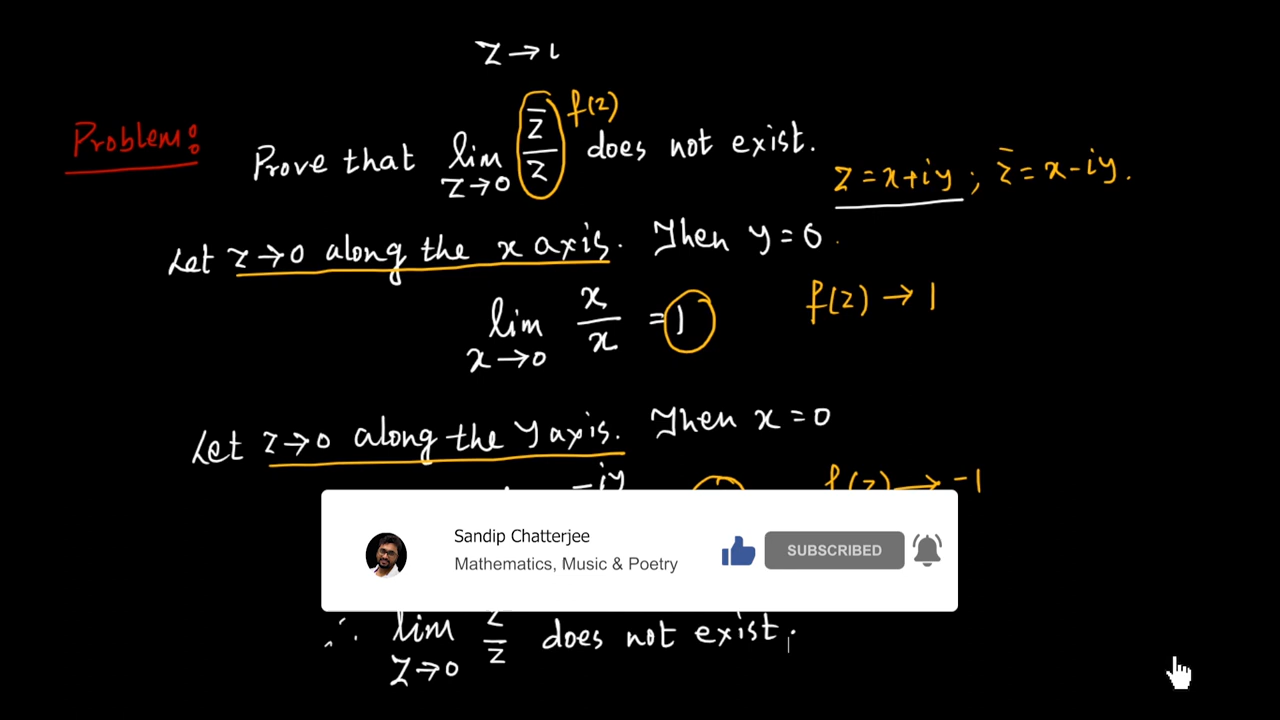 z → 1
Problem: Prove that lim z→0 z̄/z f(z) does not exist.
z = x+iy ; z̄ = x-iy.
Let z→0 along the x axis. Then y = 0.
lim x→0 x/x = 1 f(z) → 1
Let z→0 along the y axis. Then x = 0
-iy f(z) → -1
Sandip Chatterjee
Mathematics, Music & Poetry
SUBSCRIBED
∴ lim z→0 z/z does not exist